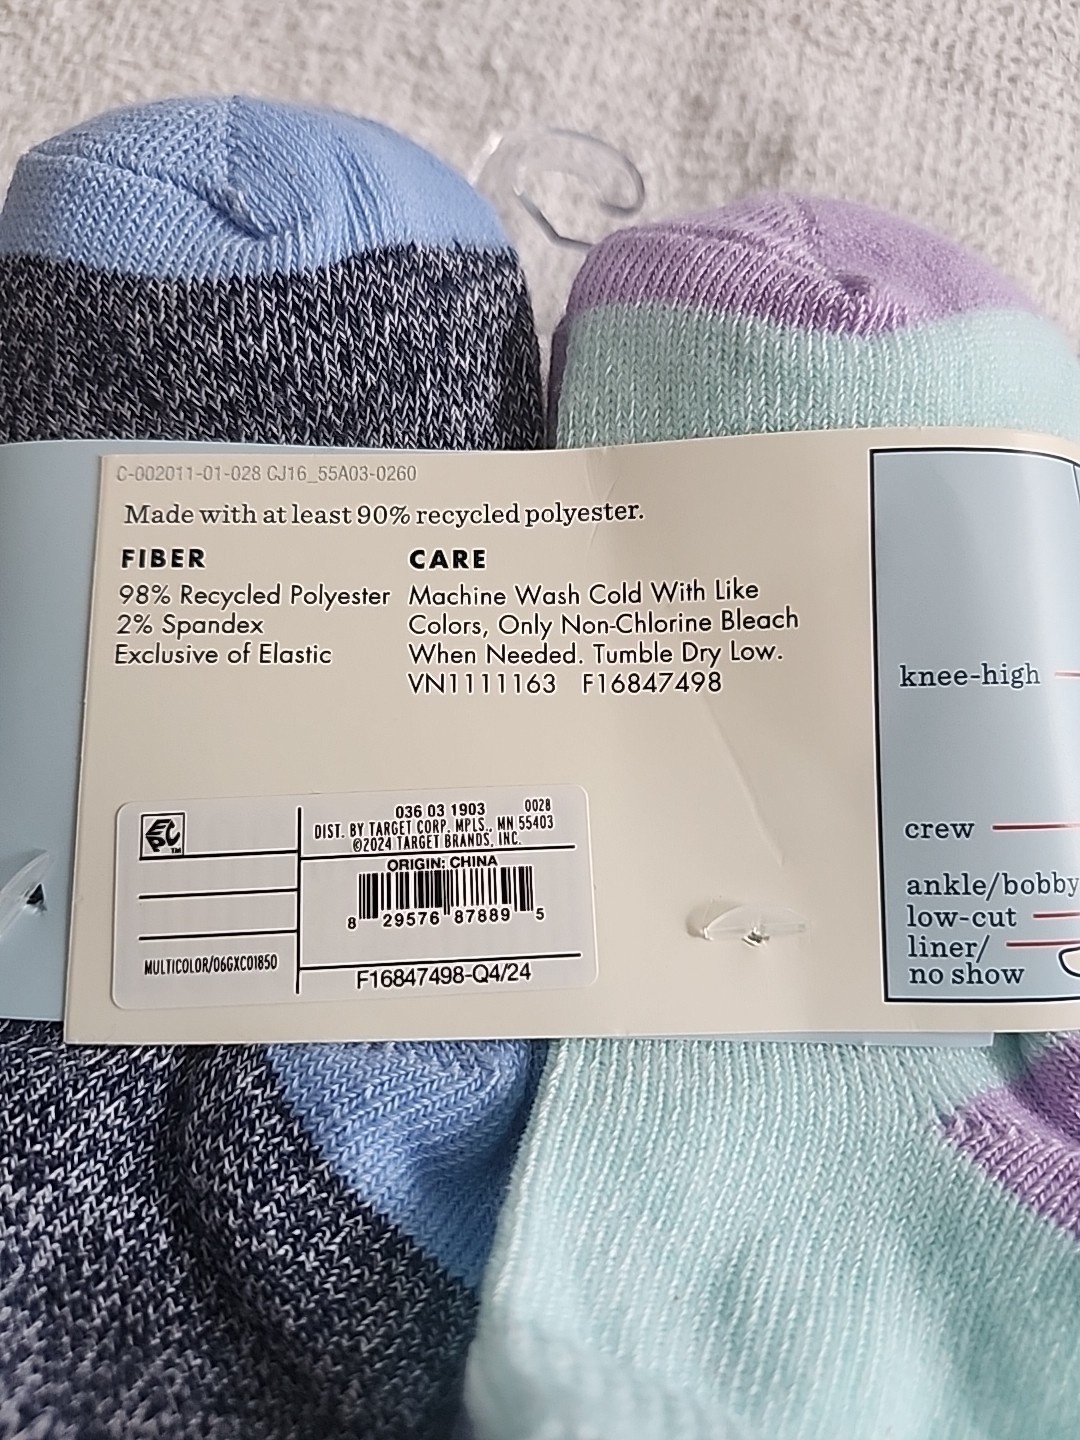 C-002011-01-028 CJ16_55A03-0260
Made with at least 90% recycled polyester.
FIBER
98% Recycled Polyester
2% Spandex
Exclusive of Elastic
CARE
Machine Wash Cold With Like
Colors, Only Non-Chlorine Bleach
When Needed. Tumble Dry Low.
VN1111163 F16847498
036 03 1903 0028
DIST. BY TARGET CORP. MPLS., MN 55403
©2024 TARGET BRANDS, INC.
ORIGIN: CHINA
8 29576 87889 5
MULTICOLOR/06GXC01850
F16847498-Q4/24
knee-high
crew
ankle/bobby
low-cut
liner/
no show